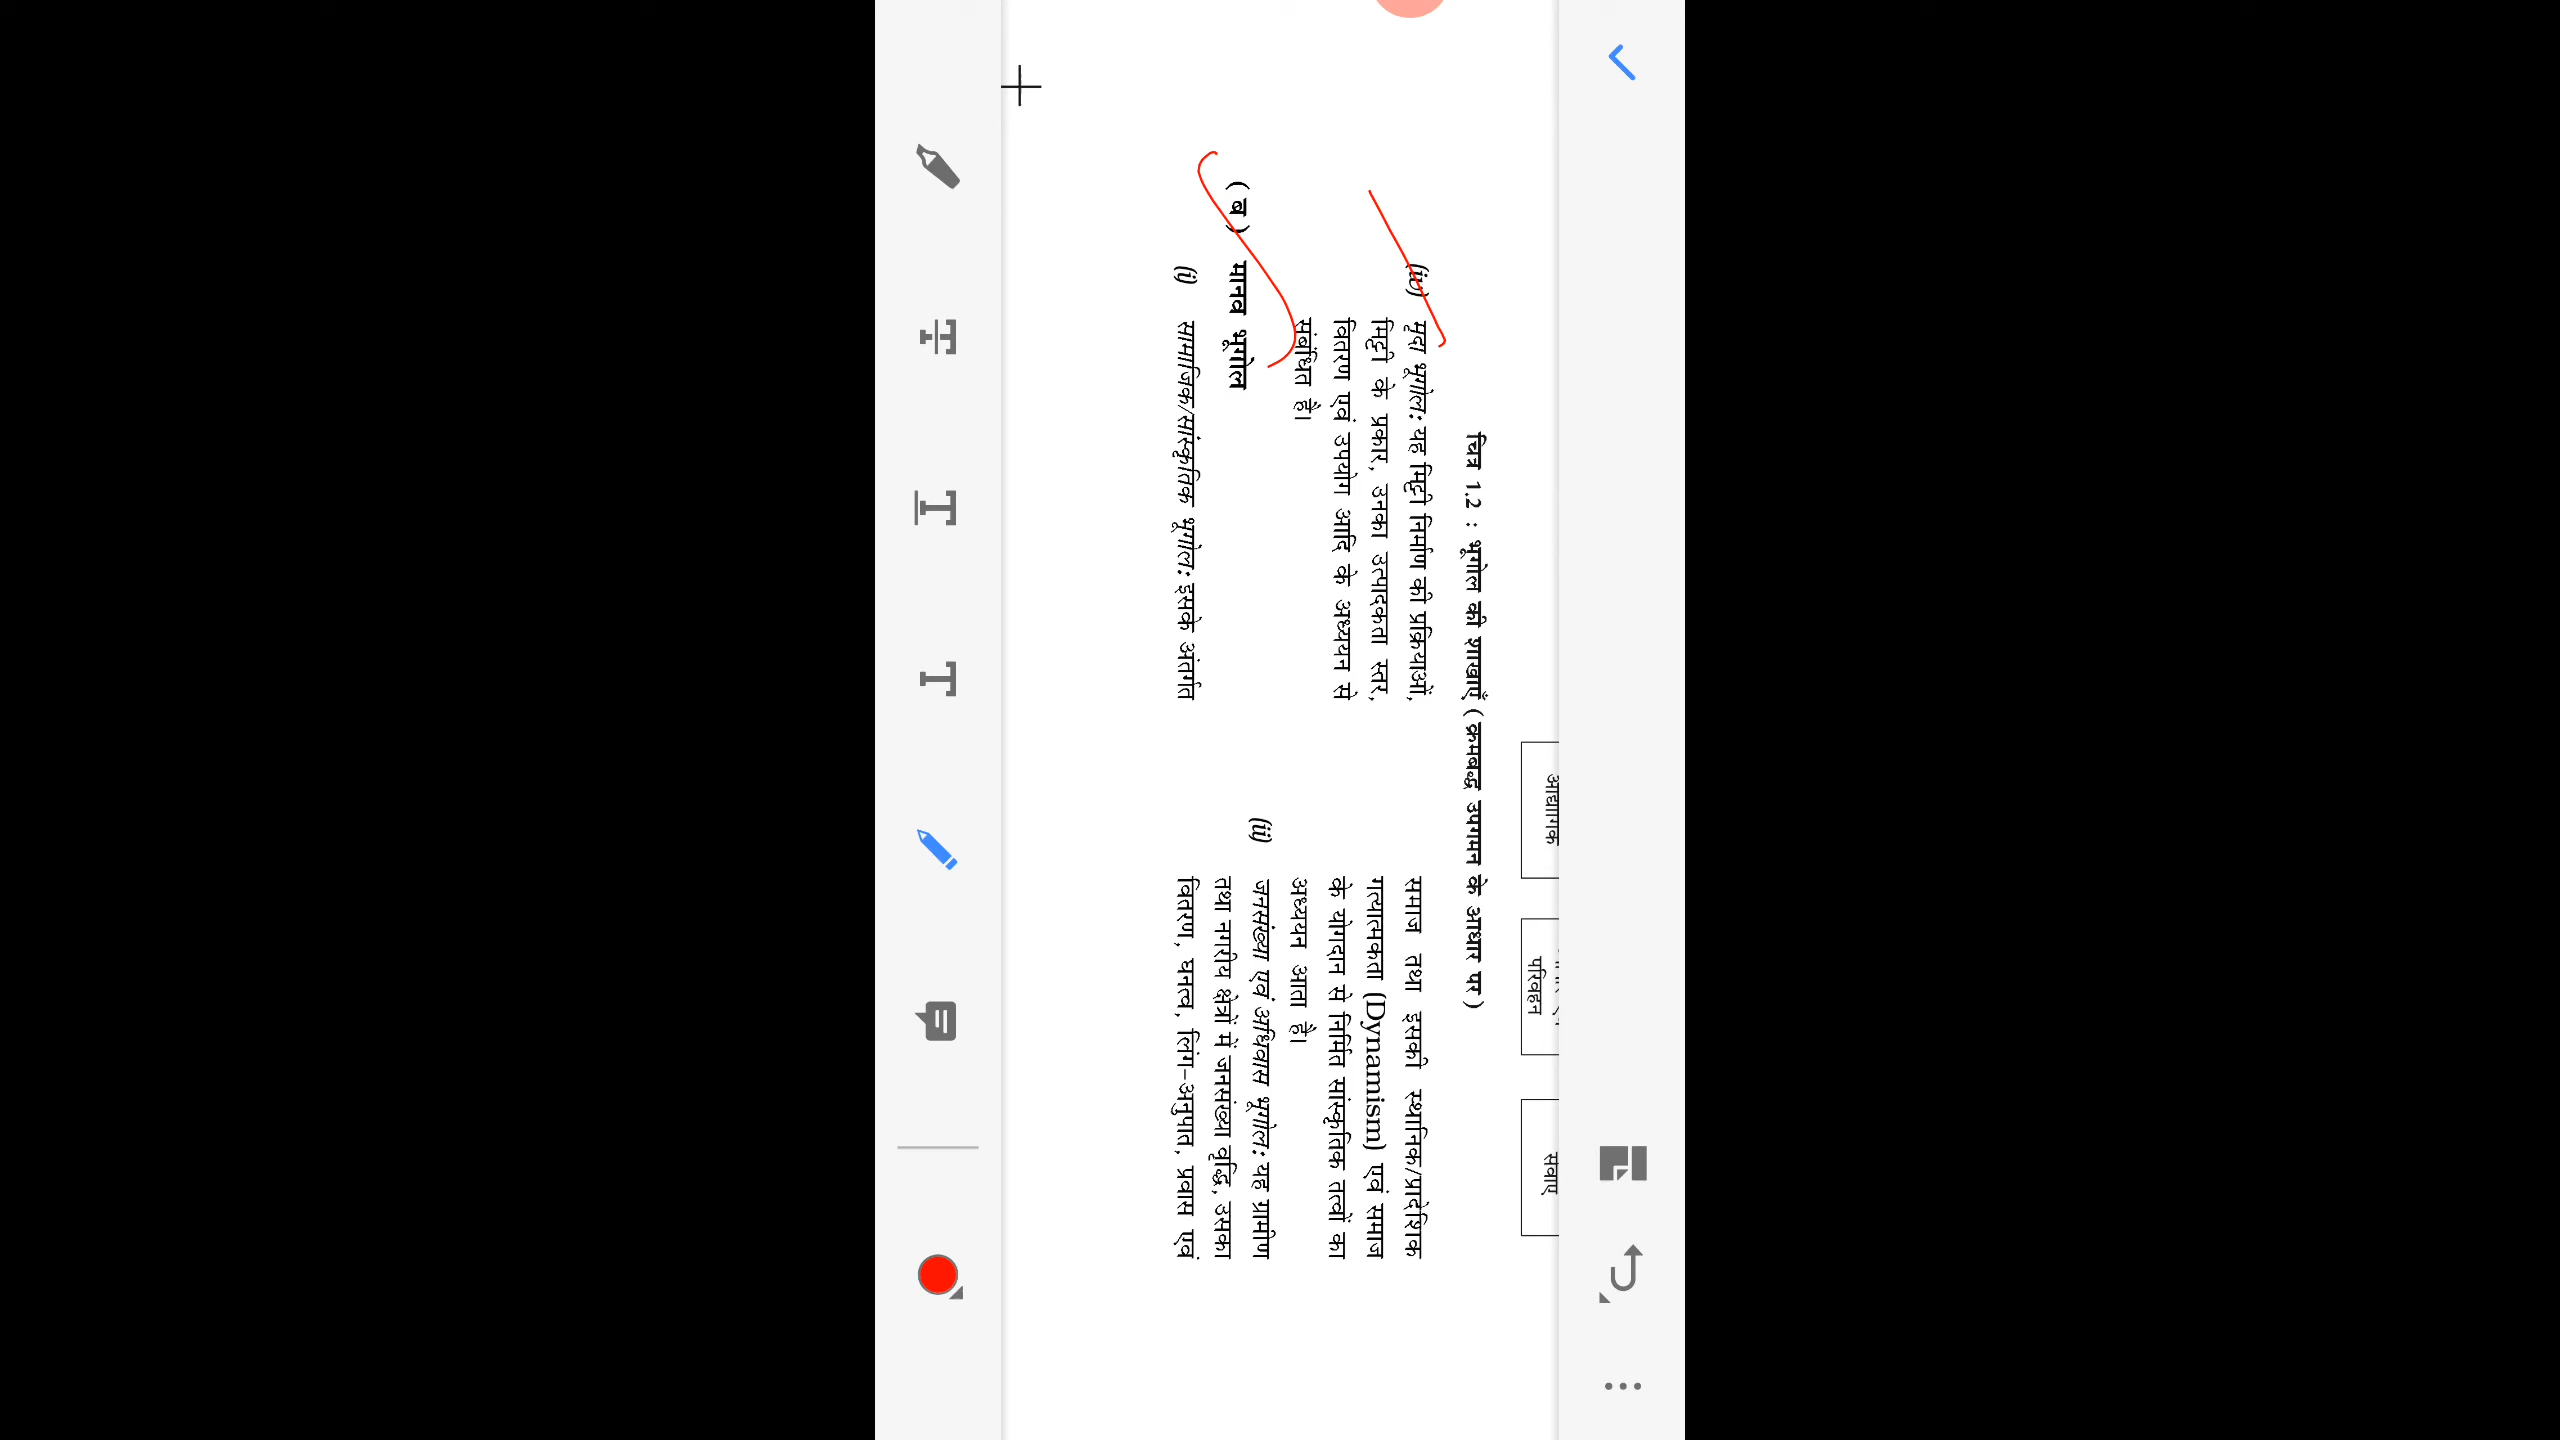 परिवहन
चित्र 1.2 : भूगोल की शाखाएँ ( क्रमबद्ध उपगमन के आधार पर )
(iv) मृदा भूगोल: यह मिट्टी निर्माण की प्रक्रियाओं,
मिट्टी के प्रकार, उनका उत्पादकता स्तर,
वितरण एवं उपयोग आदि के अध्ययन से
संबंधित है।
( ब ) मानव भूगोल
(i) सामाजिक/सांस्कृतिक भूगोल: इसके अंतर्गत
समाज तथा इसकी स्थानिक/प्रादेशिक
गत्यात्मकता (Dynamism) एवं समाज
के योगदान से निर्मित सांस्कृतिक तत्वों का
अध्ययन आता है।
(ii) जनसंख्या एवं अधिवास भूगोल: यह ग्रामीण
तथा नगरीय क्षेत्रों में जनसंख्या वृद्धि, उसका
वितरण, घनत्व, लिंग-अनुपात, प्रवास एवं